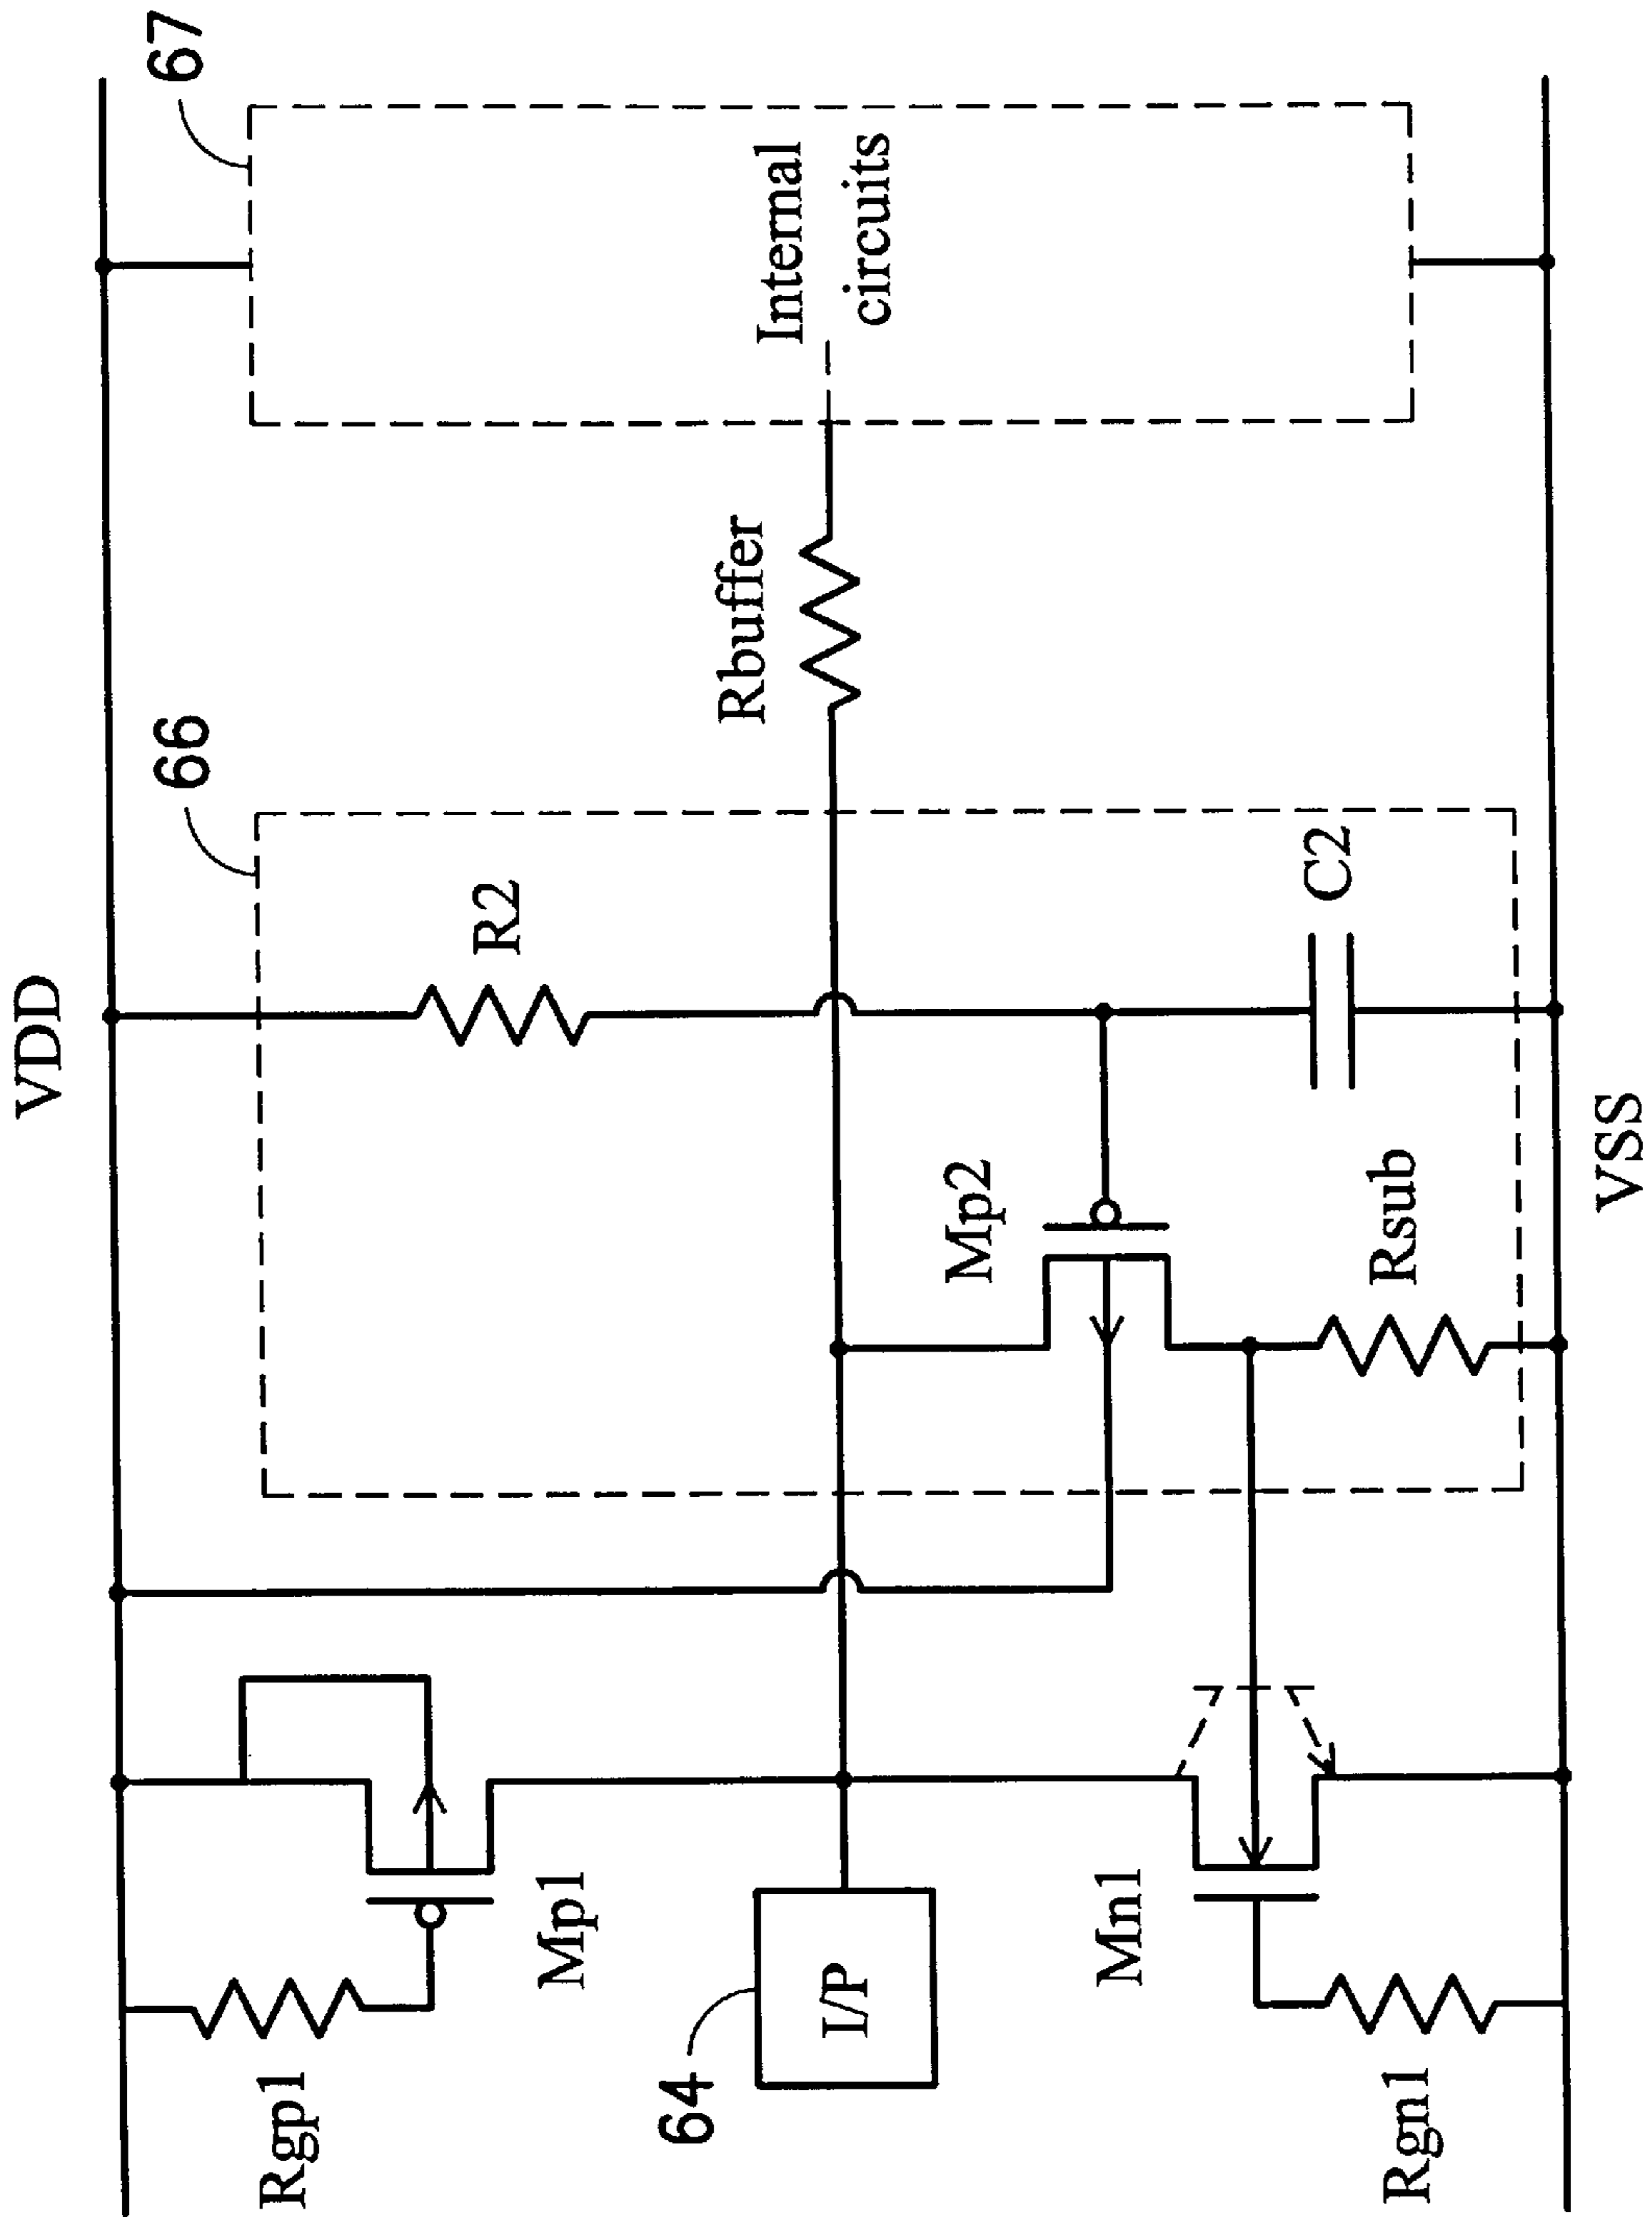 VDD
67
66
Rgp1
R2
Mp1
64
I/P
Rbuffer
Internal
circuits
Mp2
Mn1
Rgn1
Rsub
C2
VSS